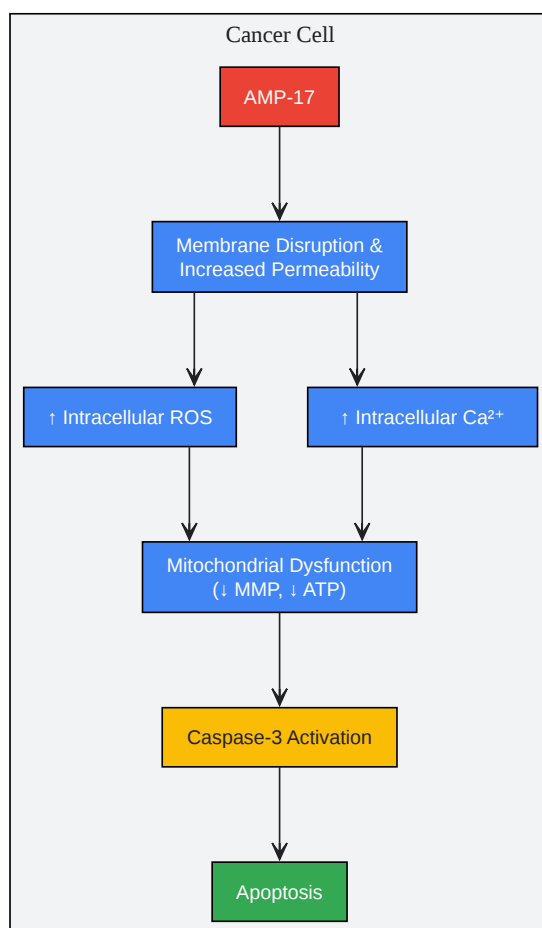 Cancer Cell
AMP-17
Membrane Disruption &
Increased Permeability
↑ Intracellular ROS
↑ Intracellular Ca²⁺
Mitochondrial Dysfunction
(↓ MMP, ↓ ATP)
Caspase-3 Activation
Apoptosis